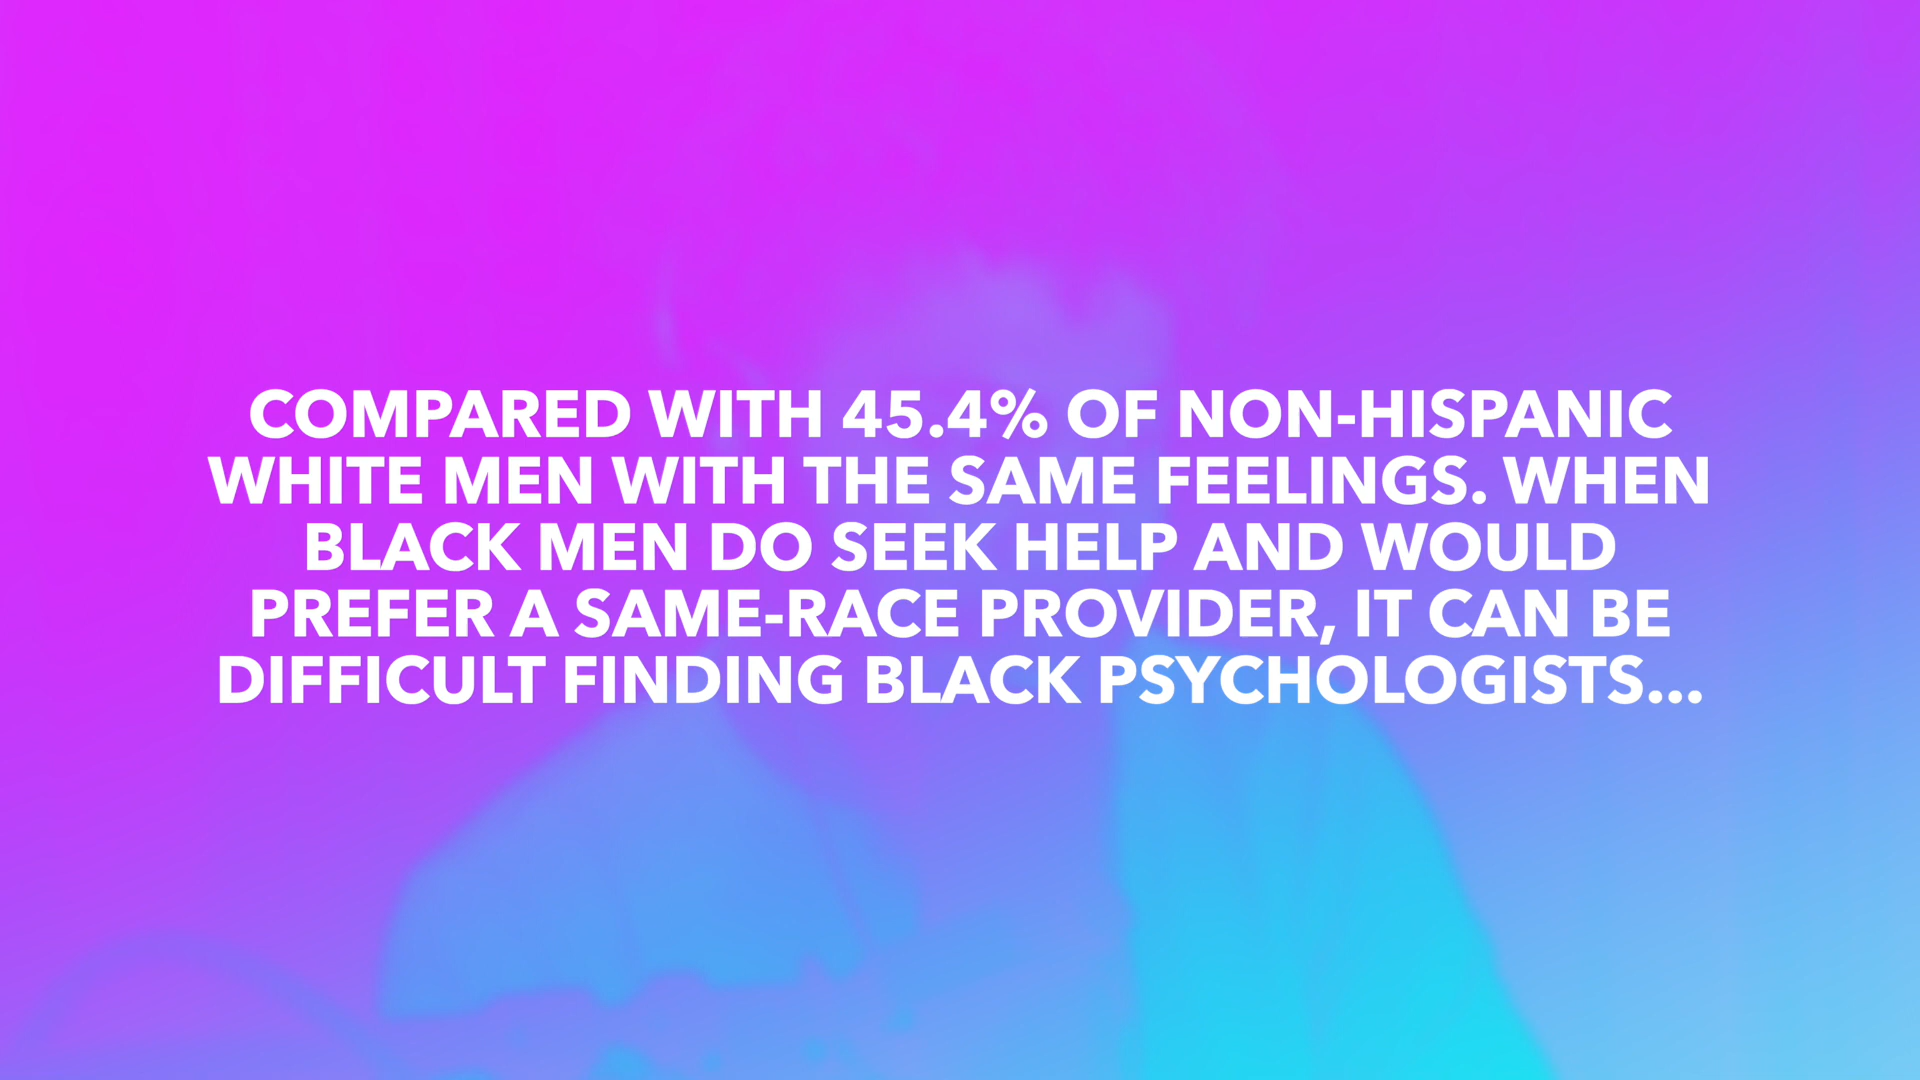 COMPARED WITH 45.4% OF NON-HISPANIC
WHITE MEN WITH THE SAME FEELINGS. WHEN
BLACK MEN DO SEEK HELP AND WOULD
PREFER A SAME-RACE PROVIDER, IT CAN BE
DIFFICULT FINDING BLACK PSYCHOLOGISTS...